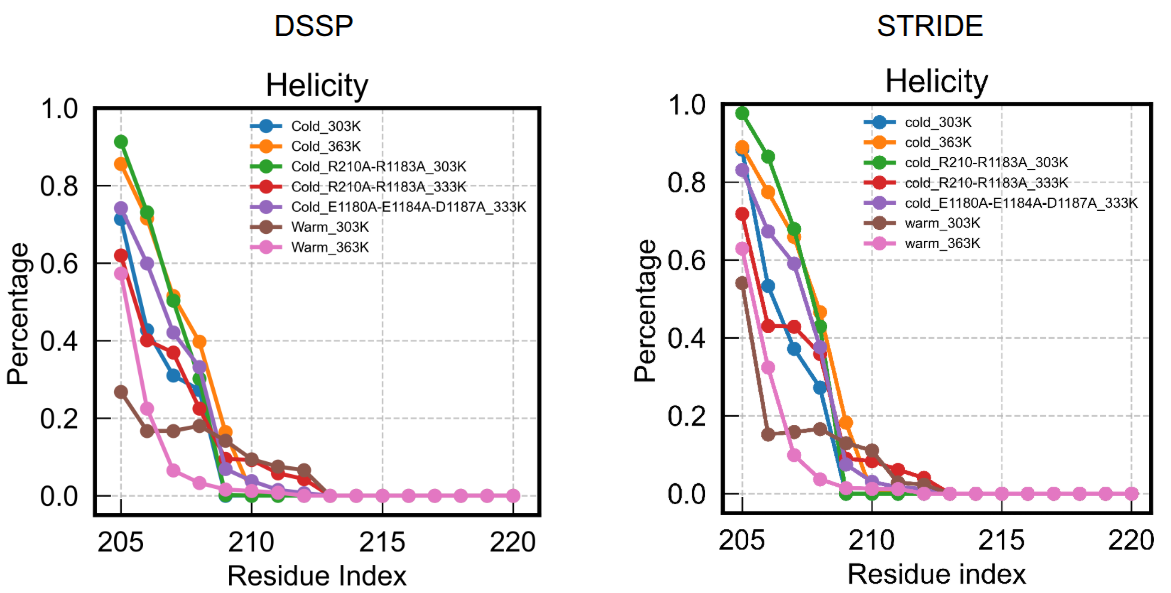 DSSP
Helicity
Percentage
1.0
0.8
0.6
0.4
0.2
0.0
Cold_303K
Cold_363K
Cold_R210A-R1183A_303K
Cold_R210A-R1183A_333K
Cold_E1180A-E1184A-D1187A_333K
Warm_303K
Warm_363K
205
210
215
220
Residue Index
STRIDE
Helicity
Percentage
1.0
0.8
0.6
0.4
0.2
0.0
cold_303K
cold_363K
cold_R210-R1183A_303K
cold_R210-R1183A_333K
cold_E1180A-E1184A-D1187A_333K
warm_303K
warm_363K
205
210
215
220
Residue index